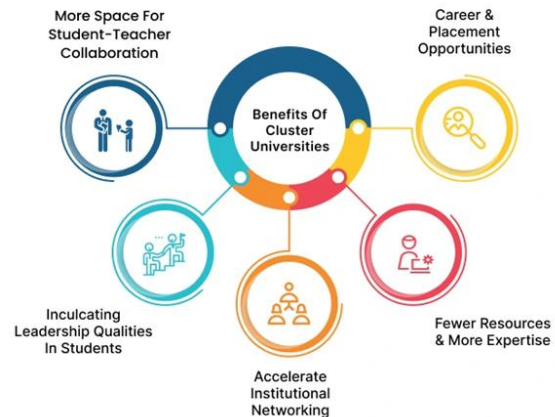 More Space For
Student-Teacher
Collaboration
Career &
Placement
Opportunities
Benefits Of
Cluster
Universities
Inculcating
Leadership Qualities
In Students
Fewer Resources
& More Expertise
Accelerate
Institutional
Networking